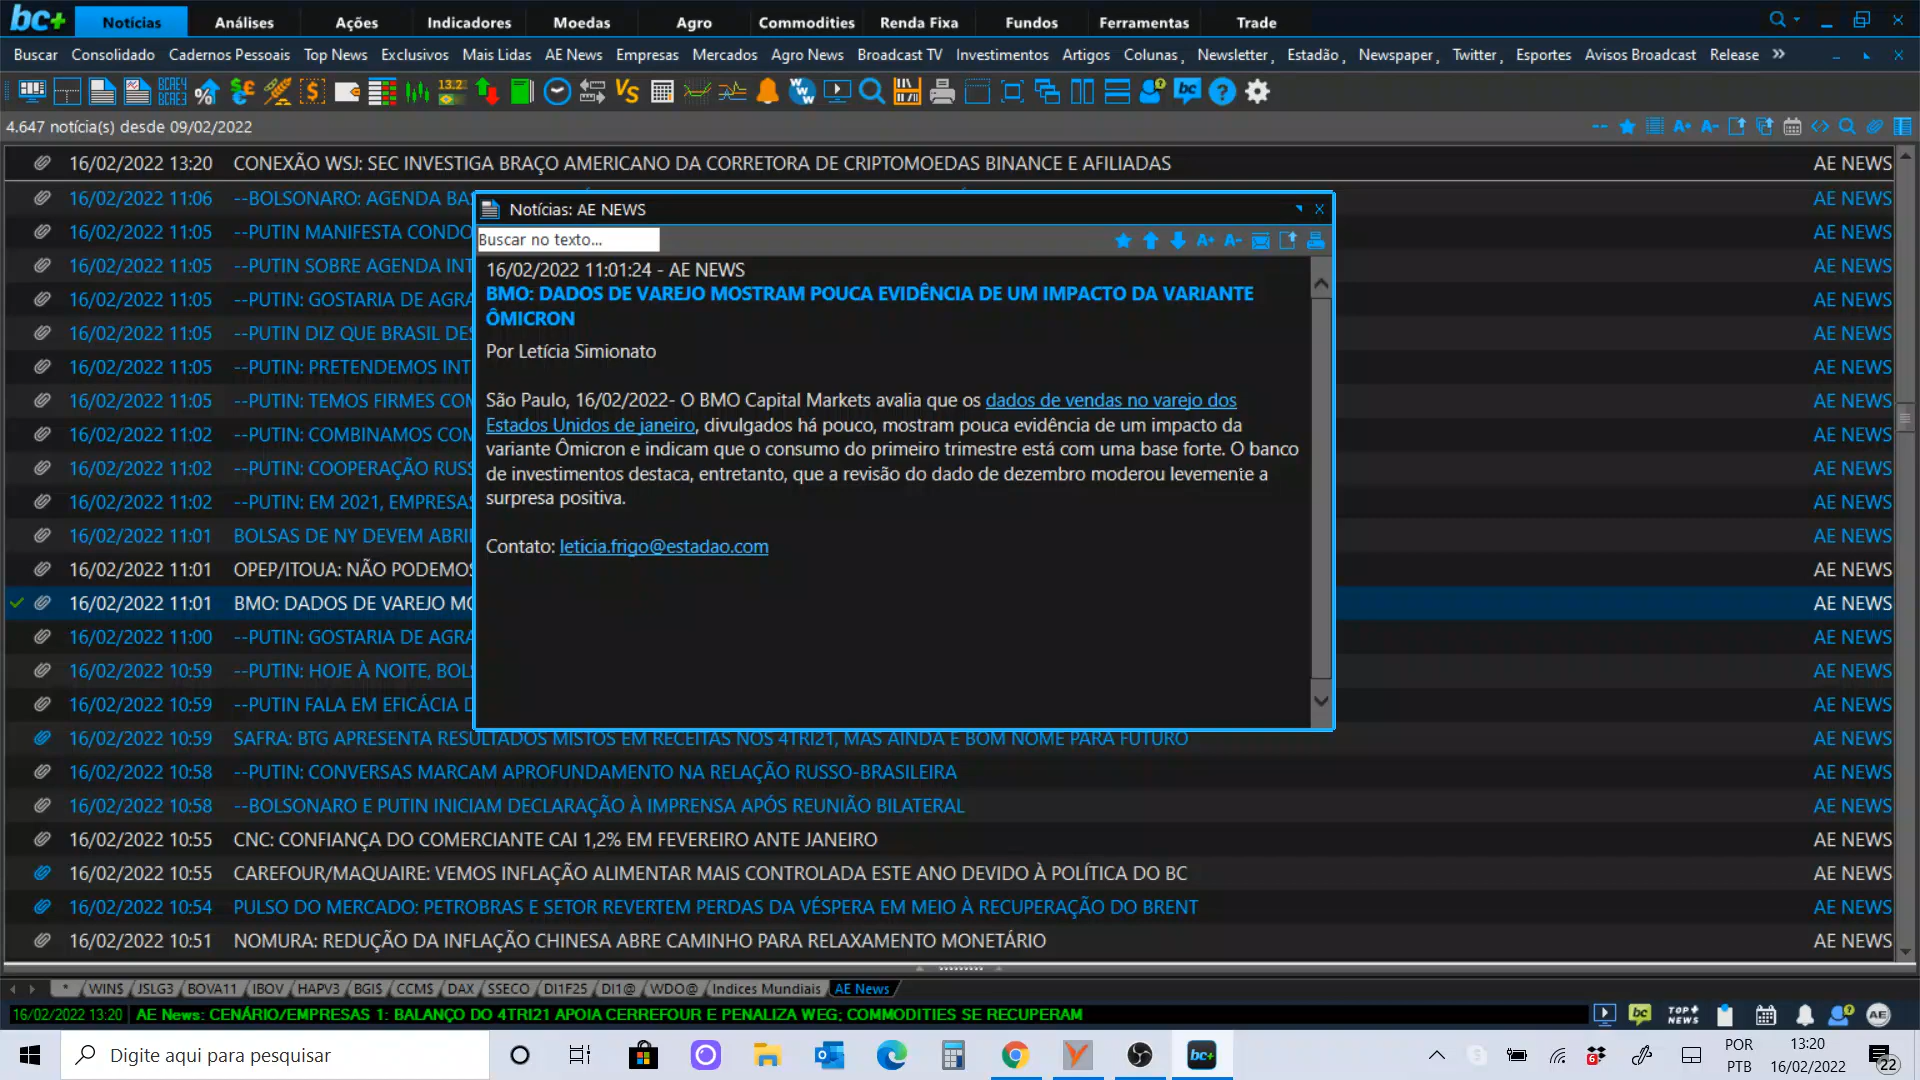 bc+ Notícias Análises Ações Indicadores Moedas Agro Commodities Renda Fixa Fundos Ferramentas Trade
Buscar Consolidado Cadernos Pessoais Top News Exclusivos Mais Lidas AE News Empresas Mercados Agro News Broadcast TV Investimentos Artigos Colunas Newsletter Estadão Newspaper Twitter Esportes Avisos Broadcast Release
4.647 notícia(s) desde 09/02/2022
16/02/2022 13:20 CONEXÃO WSJ: SEC INVESTIGA BRAÇO AMERICANO DA CORRETORA DE CRIPTOMOEDAS BINANCE E AFILIADAS AE NEWS
16/02/2022 11:06 --BOLSONARO: AGENDA AE NEWS
16/02/2022 11:05 --PUTIN MANIFESTA AE NEWS
16/02/2022 11:05 --PUTIN SOBRE AGENDA AE NEWS
16/02/2022 11:05 --PUTIN: GOSTARIA DE AE NEWS
16/02/2022 11:05 --PUTIN DIZ QUE BRASIL AE NEWS
16/02/2022 11:05 --PUTIN: PRETENDEMOS AE NEWS
16/02/2022 11:05 --PUTIN: TEMOS FIRMES AE NEWS
16/02/2022 11:02 --PUTIN: COMBINAMOS AE NEWS
16/02/2022 11:02 --PUTIN: COOPERAÇÃO AE NEWS
16/02/2022 11:02 --PUTIN: EM 2021, EMPRESAS AE NEWS
16/02/2022 11:01 BOLSAS DE NY DEVEM AE NEWS
16/02/2022 11:01 OPEP/ITOUA: NÃO PODEMOS AE NEWS
16/02/2022 11:01 BMO: DADOS DE VAREJO AE NEWS
16/02/2022 11:00 --PUTIN: GOSTARIA DE AE NEWS
16/02/2022 10:59 --PUTIN: HOJE À NOITE, AE NEWS
16/02/2022 10:59 --PUTIN FALA EM EFICÁCIA AE NEWS
16/02/2022 10:59 SAFRA: BTG APRESENTA RESULTADOS MISTOS EM RECEITAS NOS 4TRI21, MAS AINDA É BOM NOME PARA FUTURO AE NEWS
16/02/2022 10:58 --PUTIN: CONVERSAS MARCAM APROFUNDAMENTO NA RELAÇÃO RUSSO-BRASILEIRA AE NEWS
16/02/2022 10:58 --BOLSONARO E PUTIN INICIAM DECLARAÇÃO À IMPRENSA APÓS REUNIÃO BILATERAL AE NEWS
16/02/2022 10:55 CNC: CONFIANÇA DO COMERCIANTE CAI 1,2% EM FEVEREIRO ANTE JANEIRO AE NEWS
16/02/2022 10:55 CAREFOUR/MAQUAIRE: VEMOS INFLAÇÃO ALIMENTAR MAIS CONTROLADA ESTE ANO DEVIDO À POLÍTICA DO BC AE NEWS
16/02/2022 10:54 PULSO DO MERCADO: PETROBRAS E SETOR REVERTEM PERDAS DA VÉSPERA EM MEIO À RECUPERAÇÃO DO BRENT AE NEWS
16/02/2022 10:51 NOMURA: REDUÇÃO DA INFLAÇÃO CHINESA ABRE CAMINHO PARA RELAXAMENTO MONETÁRIO AE NEWS
Notícias: AE NEWS
Buscar no texto...
16/02/2022 11:01:24 - AE NEWS
BMO: DADOS DE VAREJO MOSTRAM POUCA EVIDÊNCIA DE UM IMPACTO DA VARIANTE
ÔMICRON
Por Letícia Simionato
São Paulo, 16/02/2022- O BMO Capital Markets avalia que os dados de vendas no varejo dos
Estados Unidos de janeiro, divulgados há pouco, mostram pouca evidência de um impacto da
variante Ômicron e indicam que o consumo do primeiro trimestre está com uma base forte. O banco
de investimentos destaca, entretanto, que a revisão do dado de dezembro moderou levemente a
surpresa positiva.
Contato: leticia.frigo@estadao.com
* WIN$ JSLG3 BOVA11 IBOV HAPV3 BGI$ CCM$ DAX SSECO DI1F25 DI1@ WDO@ Indices Mundiais AE News
16/02/2022 13:20 AE News: CENÁRIO/EMPRESAS 1: BALANÇO DO 4TRI21 APOIA CERREFOUR E PENALIZA WEG; COMMODITIES SE RECUPERAM bc TOP+ NEWS AE
Digite aqui para pesquisar bc+ POR PTB 13:20 16/02/2022 22